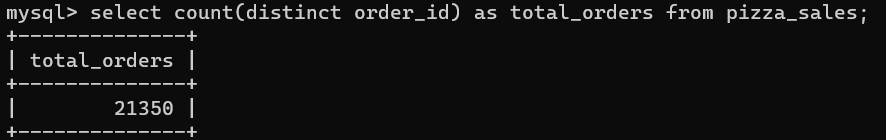 mysql> select count(distinct order_id) as total_orders from pizza_sales;
+--------------+
| total_orders |
+--------------+
|        21350 |
+--------------+